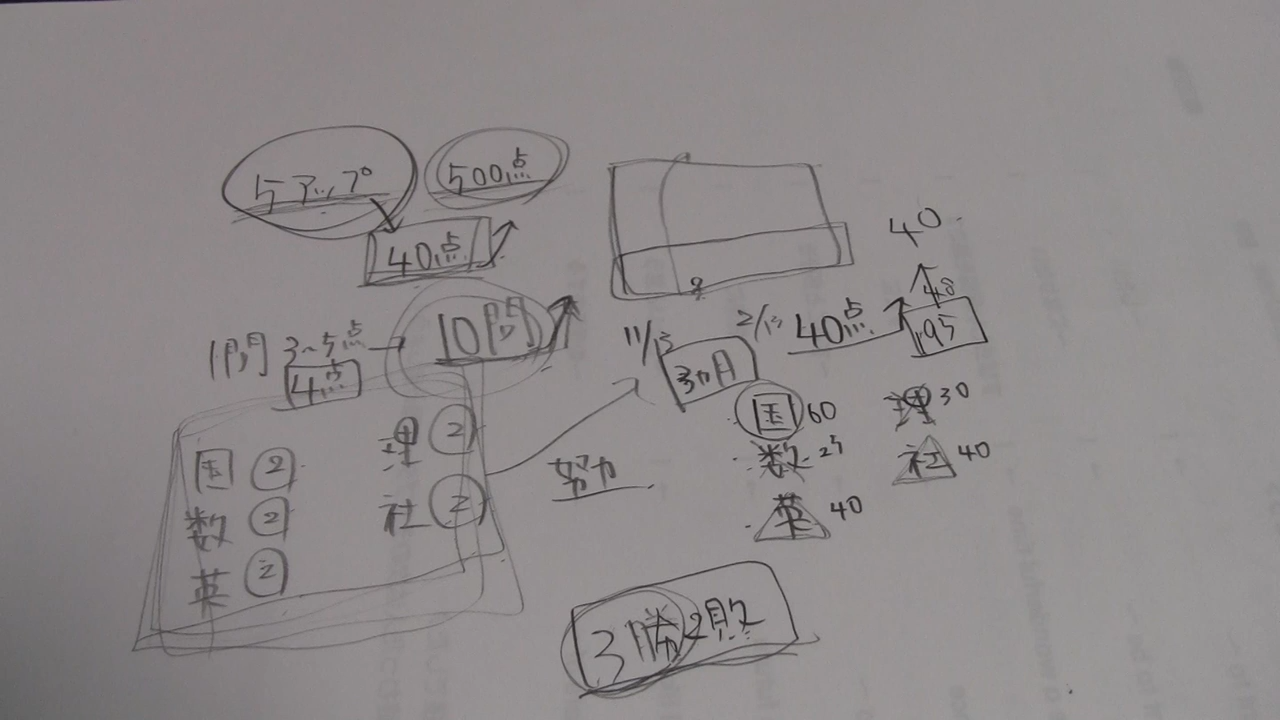 5アップ 500点
40点
1問 3~5点 10問
4点
国 2 理 2
数 2 社 2
英 2
努力
11/13 3ヵ月 2/13 40点 195
48
40
国 60 理 30
数 25 社 40
英 40
3勝2敗